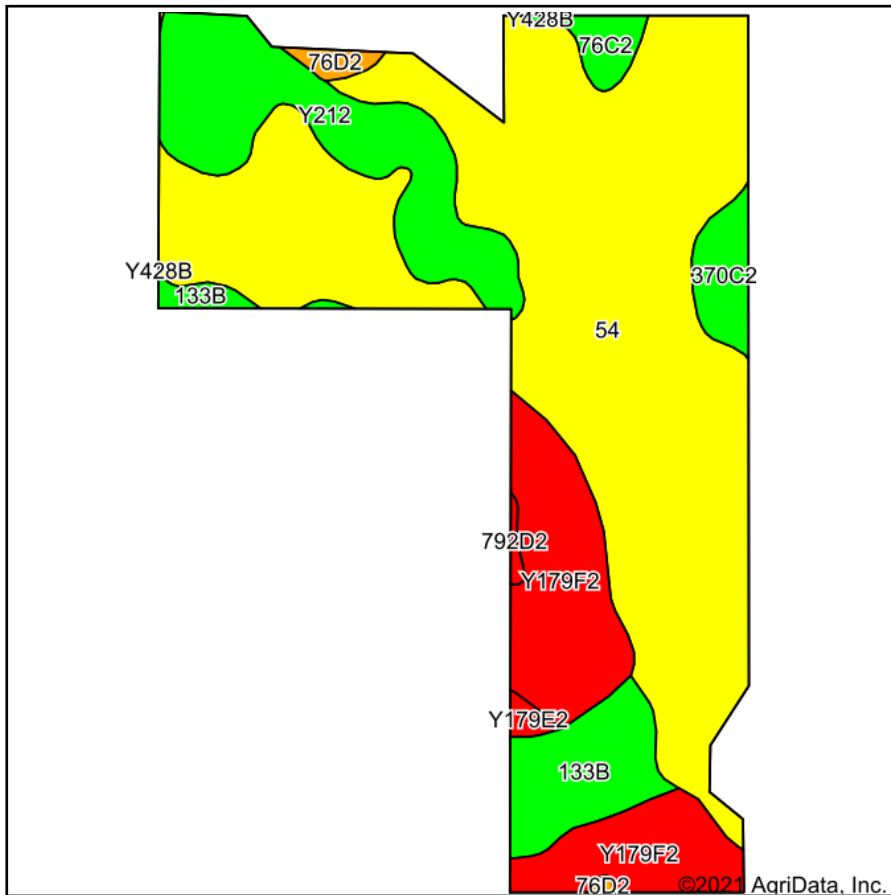 Y428B
76C2
76D2
Y212
Y428B
133B
370C2
54
792D2
Y179F2
Y179E2
133B
Y179F2
76D2
©2021 AgriData, Inc.